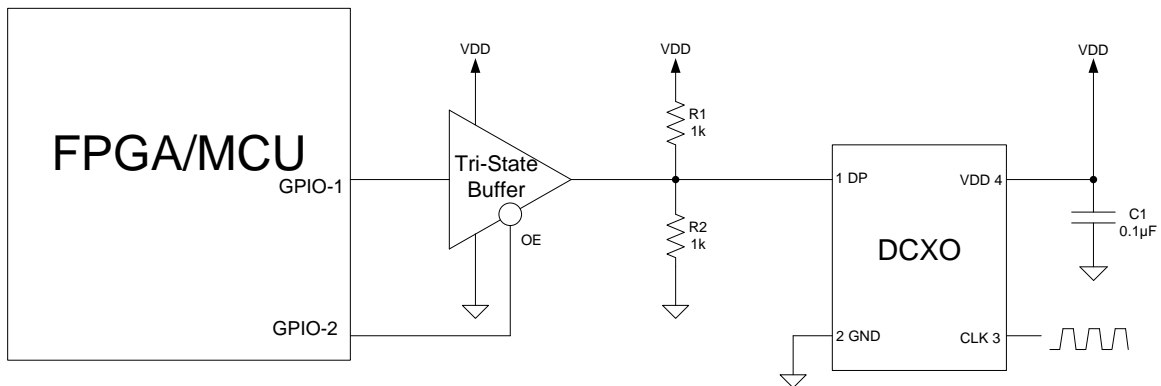 FPGA/MCU
GPIO-1
GPIO-2
VDD
Tri-State
Buffer
OE
VDD
R1
1k
R2
1k
1 DP
VDD 4
DCXO
2 GND
CLK 3
VDD
C1
0.1µF